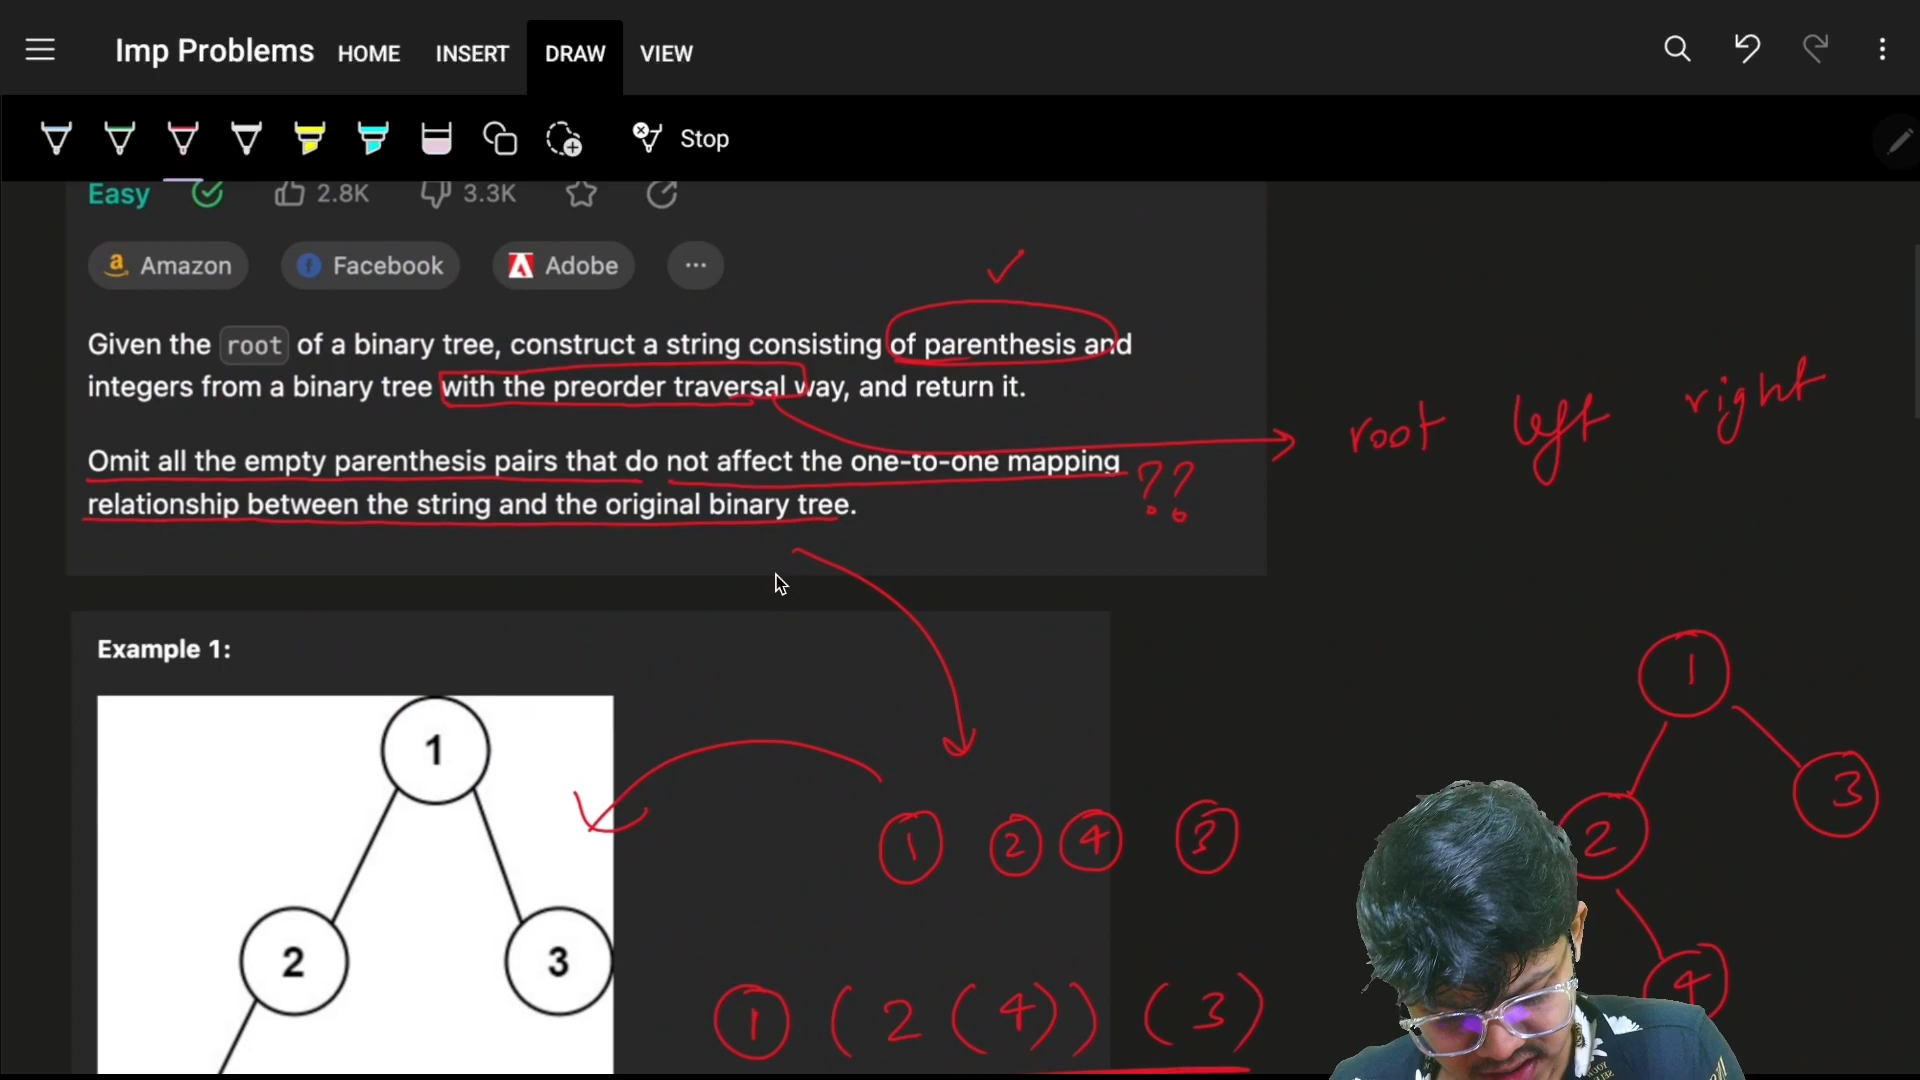 Imp Problems HOME INSERT DRAW VIEW
Stop
Easy 2.8K 3.3K
Amazon Facebook Adobe ...
Given the root of a binary tree, construct a string consisting of parenthesis and
integers from a binary tree with the preorder traversal way, and return it.
root left right
Omit all the empty parenthesis pairs that do not affect the one-to-one mapping
relationship between the string and the original binary tree.
??
Example 1:
1
2
3
1 2 4 3
1 (2(4))(3)
1
2
3
4